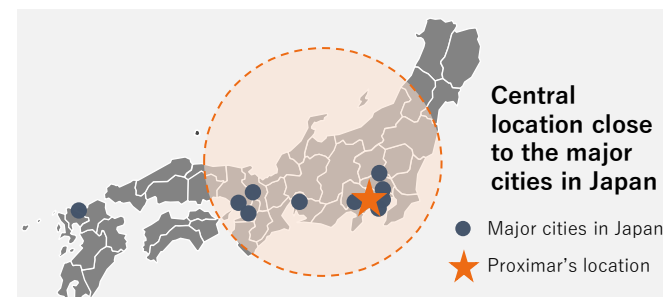 Central
location close
to the major
cities in Japan
Major cities in Japan
Proximar's location